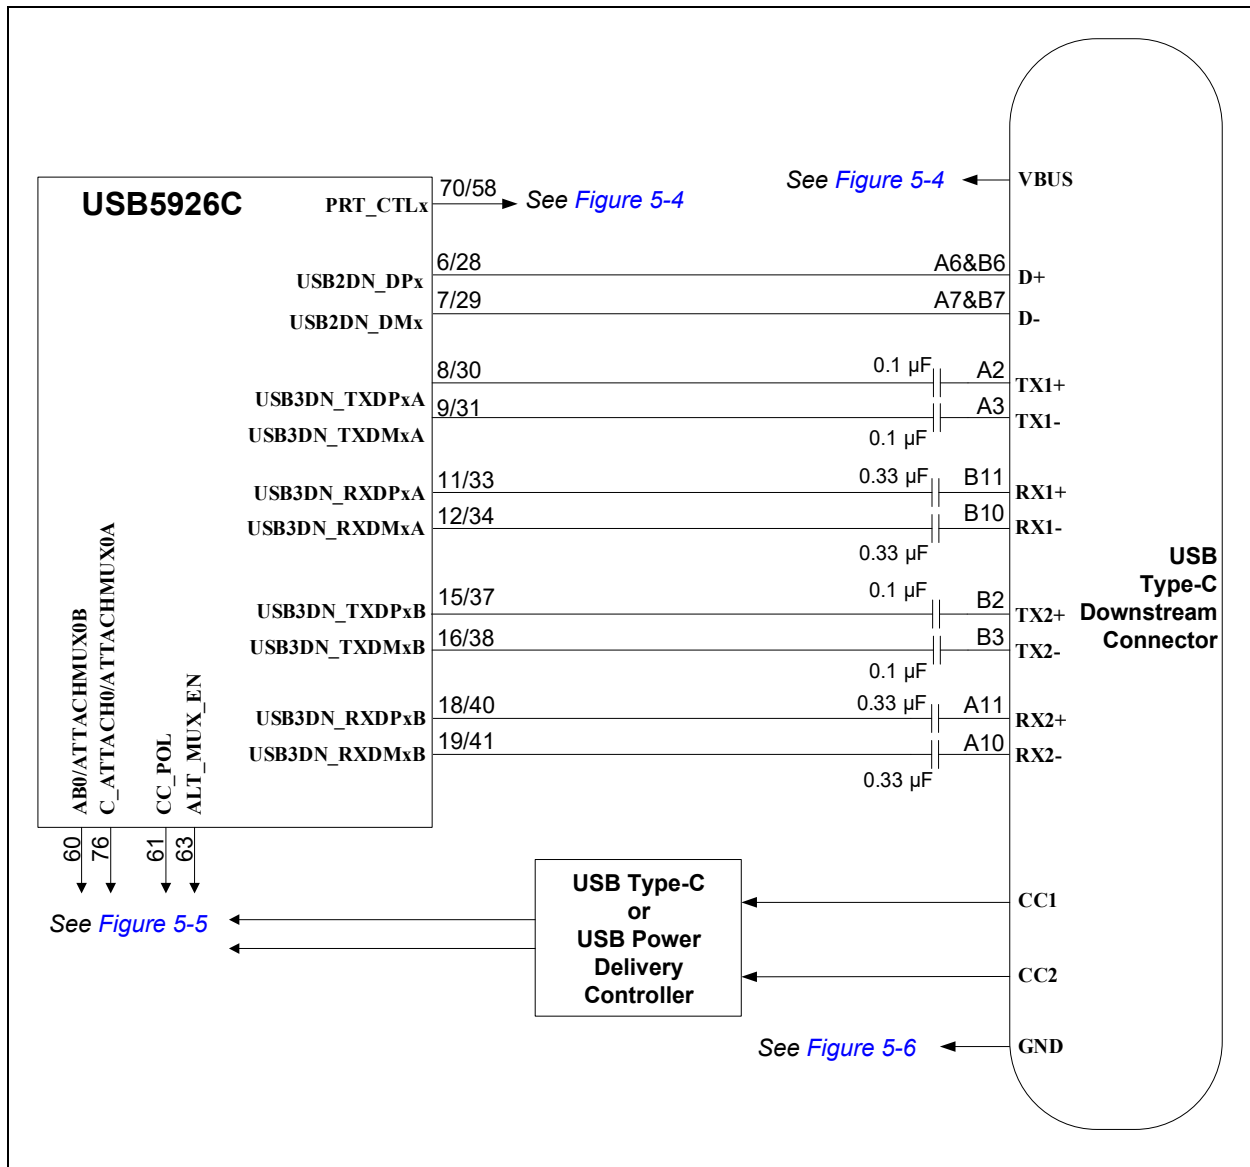 USB5926C
PRT_CTLx
70/58
See Figure 5-4
See Figure 5-4
VBUS
USB2DN_DPx
6/28
A6&B6
D+
USB2DN_DMx
7/29
A7&B7
D-
USB3DN_TXDPxA
8/30
0.1 µF
A2
TX1+
USB3DN_TXDMxA
9/31
0.1 µF
A3
TX1-
USB3DN_RXDPxA
11/33
0.33 µF
B11
RX1+
USB3DN_RXDMxA
12/34
0.33 µF
B10
RX1-
USB3DN_TXDPxB
15/37
0.1 µF
B2
TX2+
USB3DN_TXDMxB
16/38
0.1 µF
B3
TX2-
USB3DN_RXDPxB
18/40
0.33 µF
A11
RX2+
USB3DN_RXDMxB
19/41
0.33 µF
A10
RX2-
USB
Type-C
Downstream
Connector
AB0/ATTACHMUX0B
C_ATTACH0/ATTACHMUX0A
CC_POL
ALT_MUX_EN
60
76
61
63
See Figure 5-5
USB Type-C
or
USB Power
Delivery
Controller
CC1
CC2
See Figure 5-6
GND